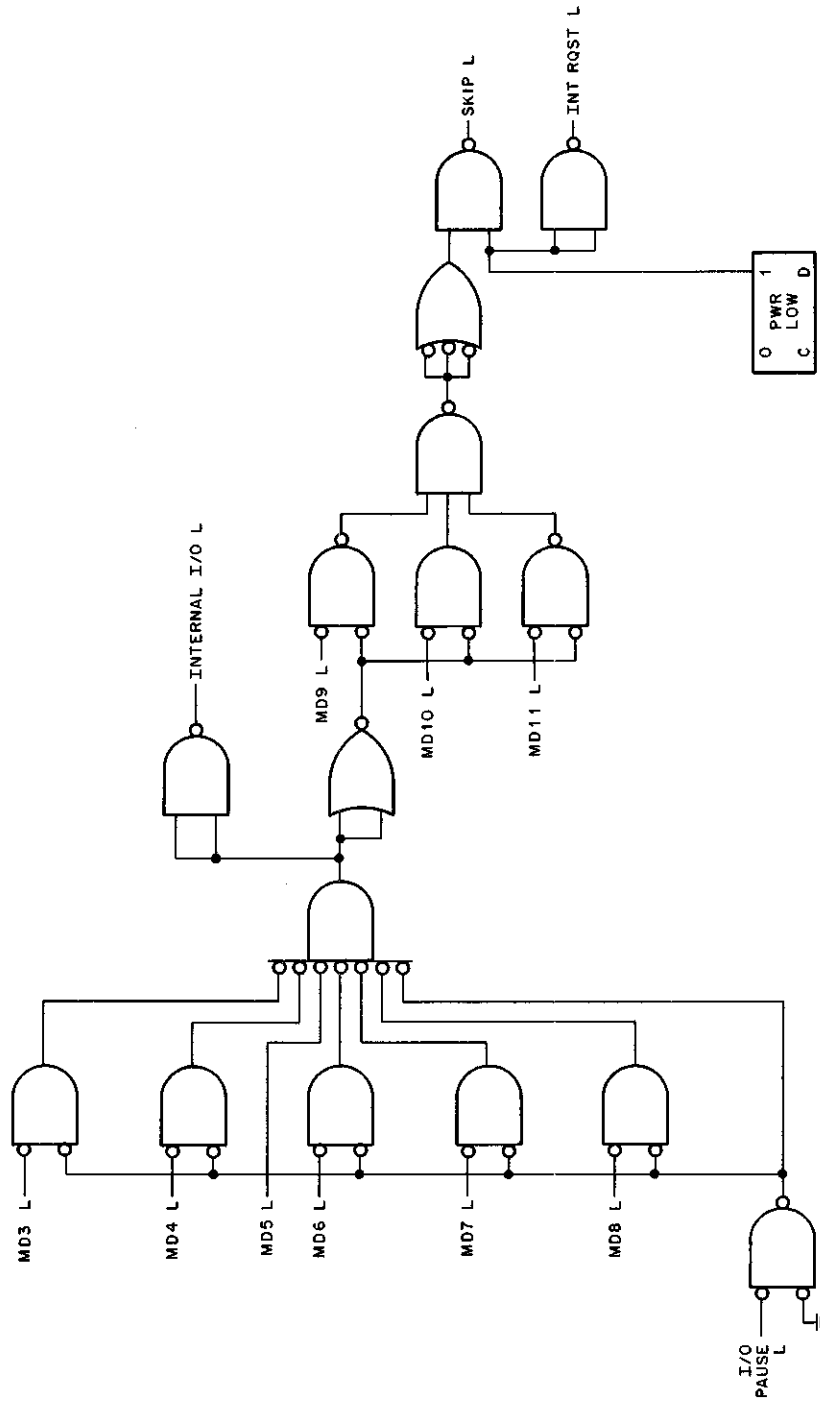 MD3 L
MD4 L
MD5 L
MD6 L
MD7 L
MD8 L
I/O
PAUSE
L
INTERNAL I/O L
MD9 L
MD10 L
MD11 L
SKIP L
INT RQST L
0 1
PWR
LOW
C D